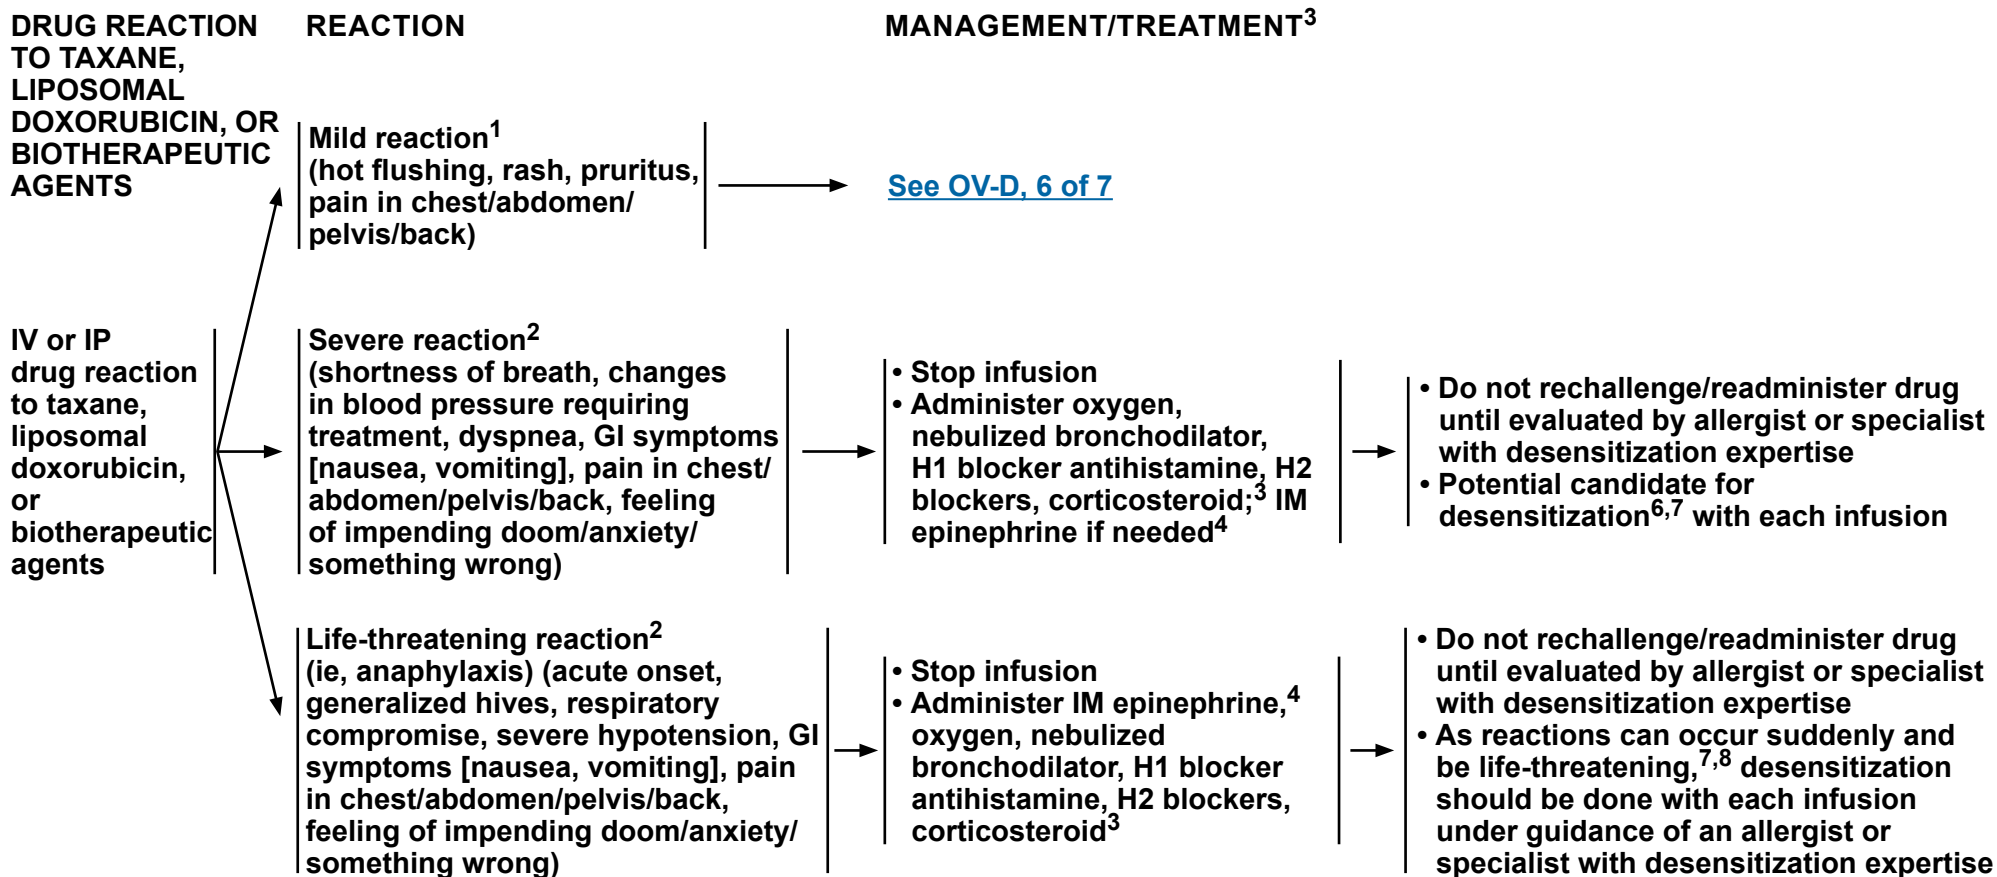 DRUG REACTION
TO TAXANE,
LIPOSOMAL
DOXORUBICIN, OR
BIOTHERAPEUTIC
AGENTS
REACTION
MANAGEMENT/TREATMENT3
Mild reaction1
(hot flushing, rash, pruritus,
pain in chest/abdomen/
pelvis/back)
See OV-D, 6 of 7
IV or IP
drug reaction
to taxane,
liposomal
doxorubicin,
or
biotherapeutic
agents
Severe reaction2
(shortness of breath, changes
in blood pressure requiring
treatment, dyspnea, GI symptoms
[nausea, vomiting], pain in chest/
abdomen/pelvis/back, feeling
of impending doom/anxiety/
something wrong)
• Stop infusion
• Administer oxygen,
nebulized bronchodilator,
H1 blocker antihistamine, H2
blockers, corticosteroid;3 IM
epinephrine if needed4
• Do not rechallenge/readminister drug
until evaluated by allergist or specialist
with desensitization expertise
• Potential candidate for
desensitization6,7 with each infusion
Life-threatening reaction2
(ie, anaphylaxis) (acute onset,
generalized hives, respiratory
compromise, severe hypotension, GI
symptoms [nausea, vomiting], pain
in chest/abdomen/pelvis/back,
feeling of impending doom/anxiety/
something wrong)
• Stop infusion
• Administer IM epinephrine,4
oxygen, nebulized
bronchodilator, H1 blocker
antihistamine, H2 blockers,
corticosteroid3
• Do not rechallenge/readminister drug
until evaluated by allergist or specialist
with desensitization expertise
• As reactions can occur suddenly and
be life-threatening,7,8 desensitization
should be done with each infusion
under guidance of an allergist or
specialist with desensitization expertise